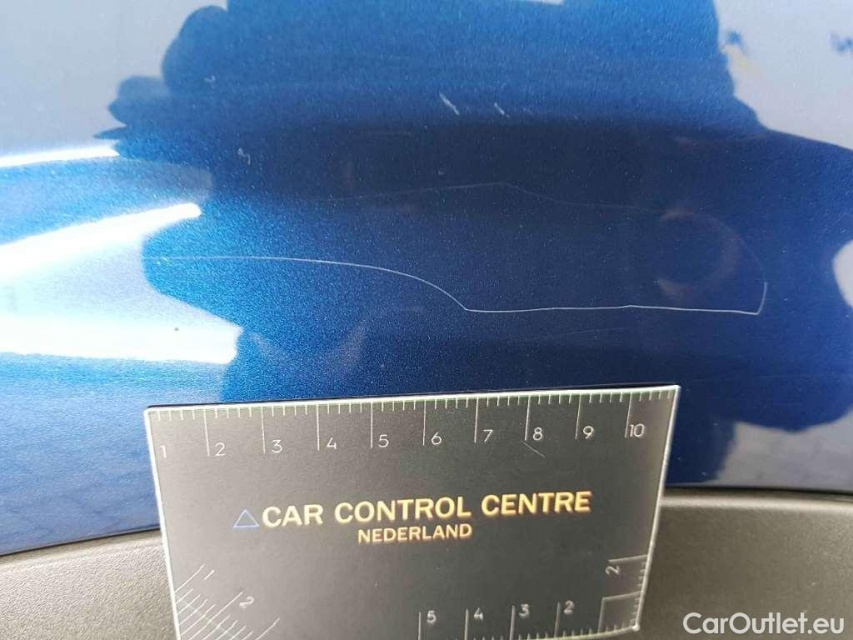 1 2 3 4 5 6 7 8 9 10
CAR CONTROL CENTRE
NEDERLAND
2 5 4 3 2 2
CarOutlet.eu